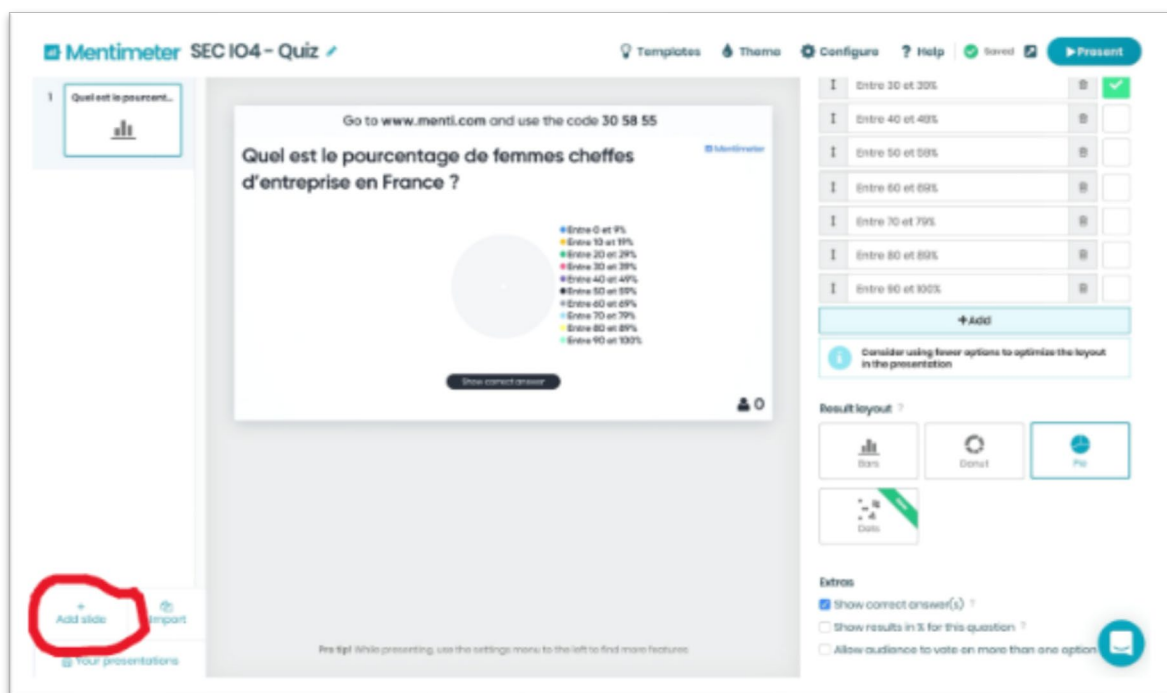 Mentimeter SEC IO4 - Quiz
Templates Theme Configure ? Help Saved Present
1 Quel est le pourcent...
Go to www.menti.com and use the code 30 58 55
Mentimeter
Quel est le pourcentage de femmes cheffes
d'entreprise en France ?
Entre 0 et 9%
Entre 10 et 19%
Entre 20 et 29%
Entre 30 et 39%
Entre 40 et 49%
Entre 50 et 59%
Entre 60 et 69%
Entre 70 et 79%
Entre 80 et 89%
Entre 90 et 100%
Show correct answer
0
Entre 30 et 39%
Entre 40 et 49%
Entre 50 et 59%
Entre 60 et 69%
Entre 70 et 79%
Entre 80 et 89%
Entre 90 et 100%
+Add
Consider using fewer options to optimize the layout
in the presentation
Result layout ?
Bars Donut Pie
Dots
Extras
Show correct answer(s) ?
Show results in % for this question ?
Allow audience to vote on more than one option
+
Add slide Import
Your presentations
Pro tip! While presenting, use the settings menu to the left to find more features